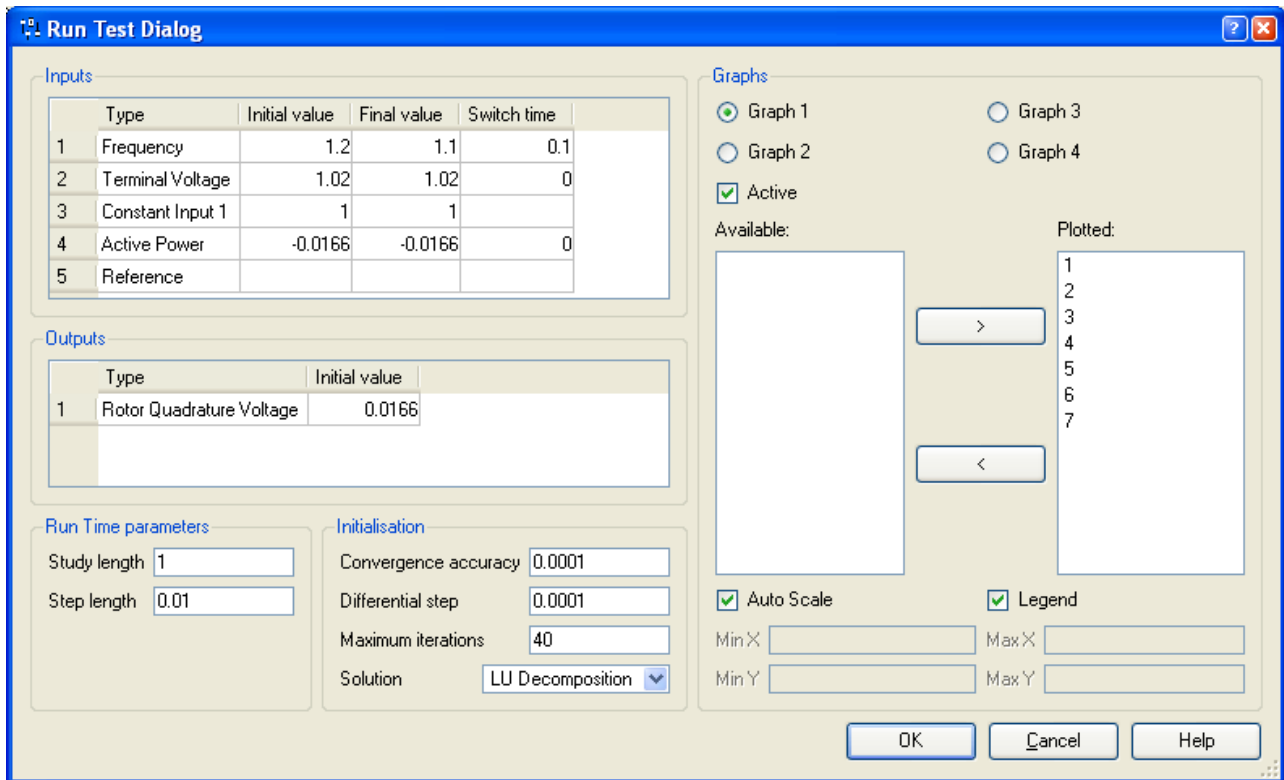 Run Test Dialog
Inputs
Type Initial value Final value Switch time
1 Frequency 1.2 1.1 0.1
2 Terminal Voltage 1.02 1.02 0
3 Constant Input 1 1 1
4 Active Power -0.0166 -0.0166 0
5 Reference
Outputs
Type Initial value
1 Rotor Quadrature Voltage 0.0166
Run Time parameters
Study length 1
Step length 0.01
Initialisation
Convergence accuracy 0.0001
Differential step 0.0001
Maximum iterations 40
Solution LU Decomposition
Graphs
Graph 1 Graph 3
Graph 2 Graph 4
Active
Available: Plotted:
1
2
3
4
5
6
7
>
<
Auto Scale Legend
Min X Max X
Min Y Max Y
OK Cancel Help